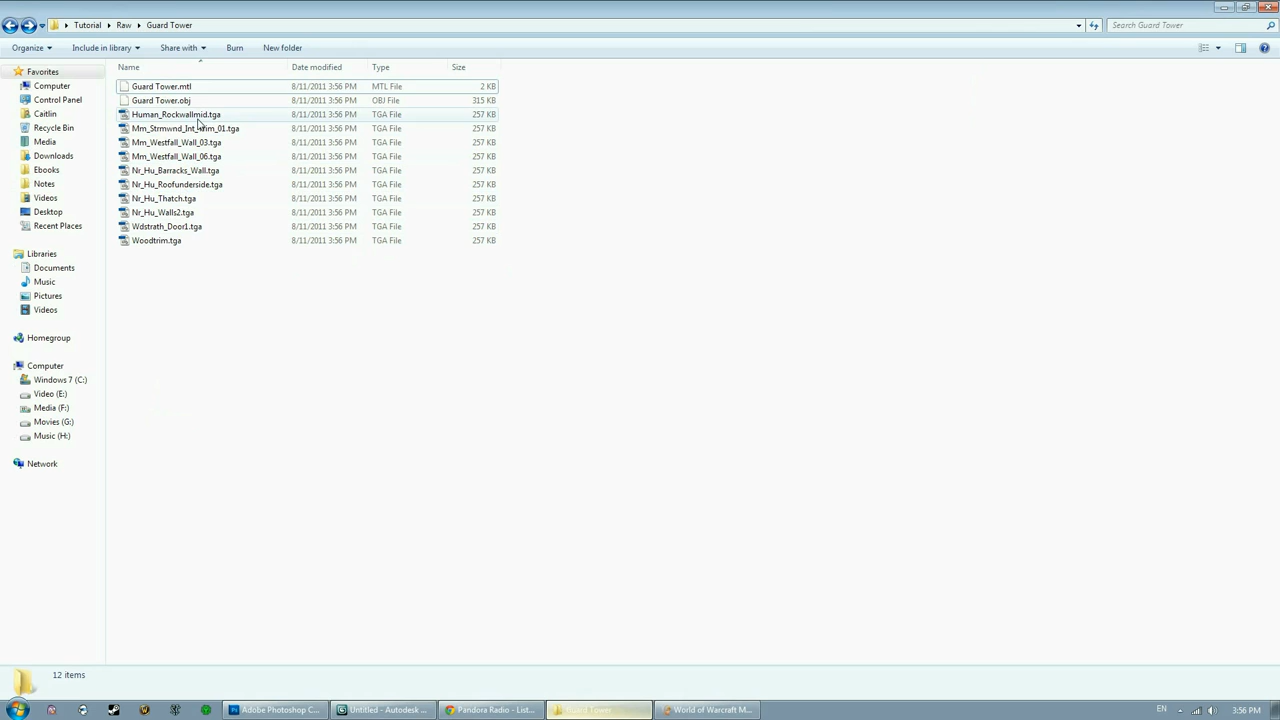 Tutorial Raw Guard Tower
Search Guard Tower
Organize Include in library Share with Burn New folder
Name Date modified Type Size
Favorites
Computer
Control Panel
Caitlin
Recycle Bin
Media
Downloads
Ebooks
Notes
Videos
Desktop
Recent Places
Libraries
Documents
Music
Pictures
Videos
Homegroup
Computer
Windows 7 (C:)
Video (E:)
Media (F:)
Movies (G:)
Music (H:)
Network
Guard Tower.mtl 8/11/2011 3:56 PM MTL File 2 KB
Guard Tower.obj 8/11/2011 3:56 PM OBJ File 315 KB
Human_Rockwallmid.tga 8/11/2011 3:56 PM TGA File 257 KB
Mm_Strmwnd_Int_Trim_01.tga 8/11/2011 3:56 PM TGA File 257 KB
Mm_Westfall_Wall_03.tga 8/11/2011 3:56 PM TGA File 257 KB
Mm_Westfall_Wall_06.tga 8/11/2011 3:56 PM TGA File 257 KB
Nr_Hu_Barracks_Wall.tga 8/11/2011 3:56 PM TGA File 257 KB
Nr_Hu_Roofunderside.tga 8/11/2011 3:56 PM TGA File 257 KB
Nr_Hu_Thatch.tga 8/11/2011 3:56 PM TGA File 257 KB
Nr_Hu_Walls2.tga 8/11/2011 3:56 PM TGA File 257 KB
Wdstrath_Door1.tga 8/11/2011 3:56 PM TGA File 257 KB
Woodtrim.tga 8/11/2011 3:56 PM TGA File 257 KB
12 items
Adobe Photoshop C... Untitled - Autodesk ... Pandora Radio - List... Guard Tower World of Warcraft M...
EN 3:56 PM